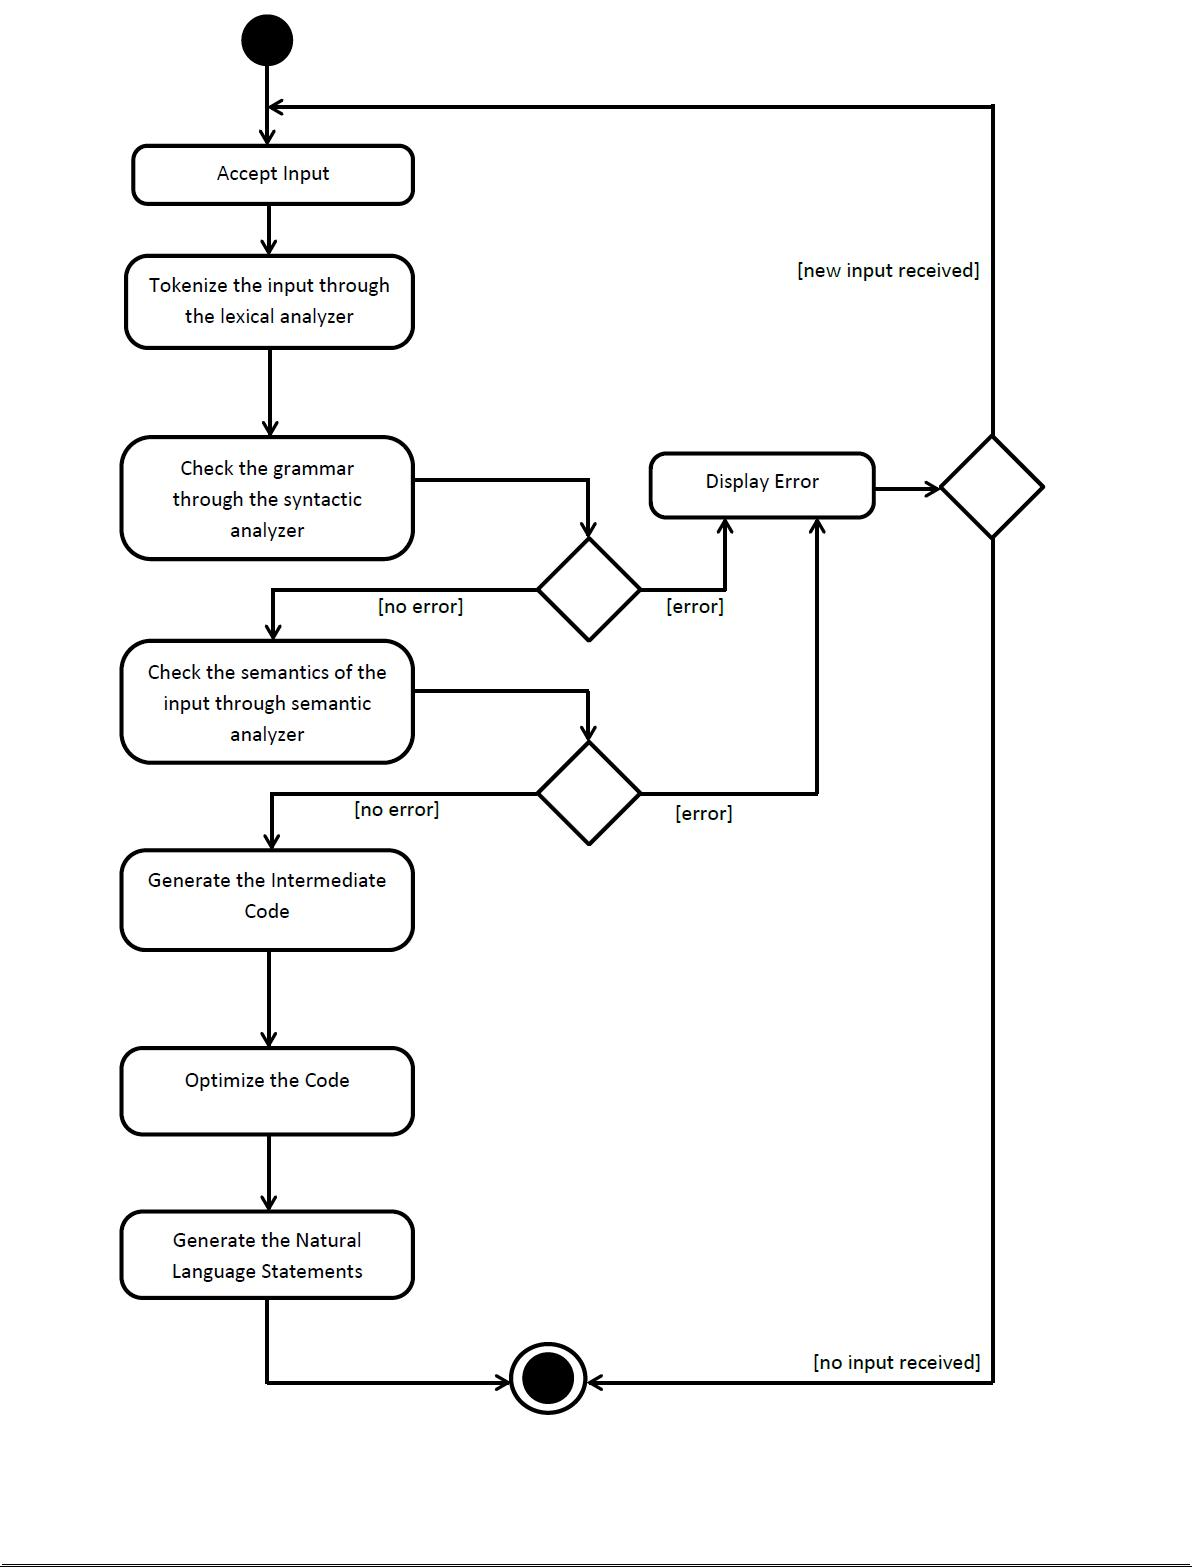 Accept Input
Tokenize the input through
the lexical analyzer
[new input received]
Check the grammar
through the syntactic
analyzer
Display Error
[no error]
[error]
Check the semantics of the
input through semantic
analyzer
[no error]
[error]
Generate the Intermediate
Code
Optimize the Code
Generate the Natural
Language Statements
[no input received]